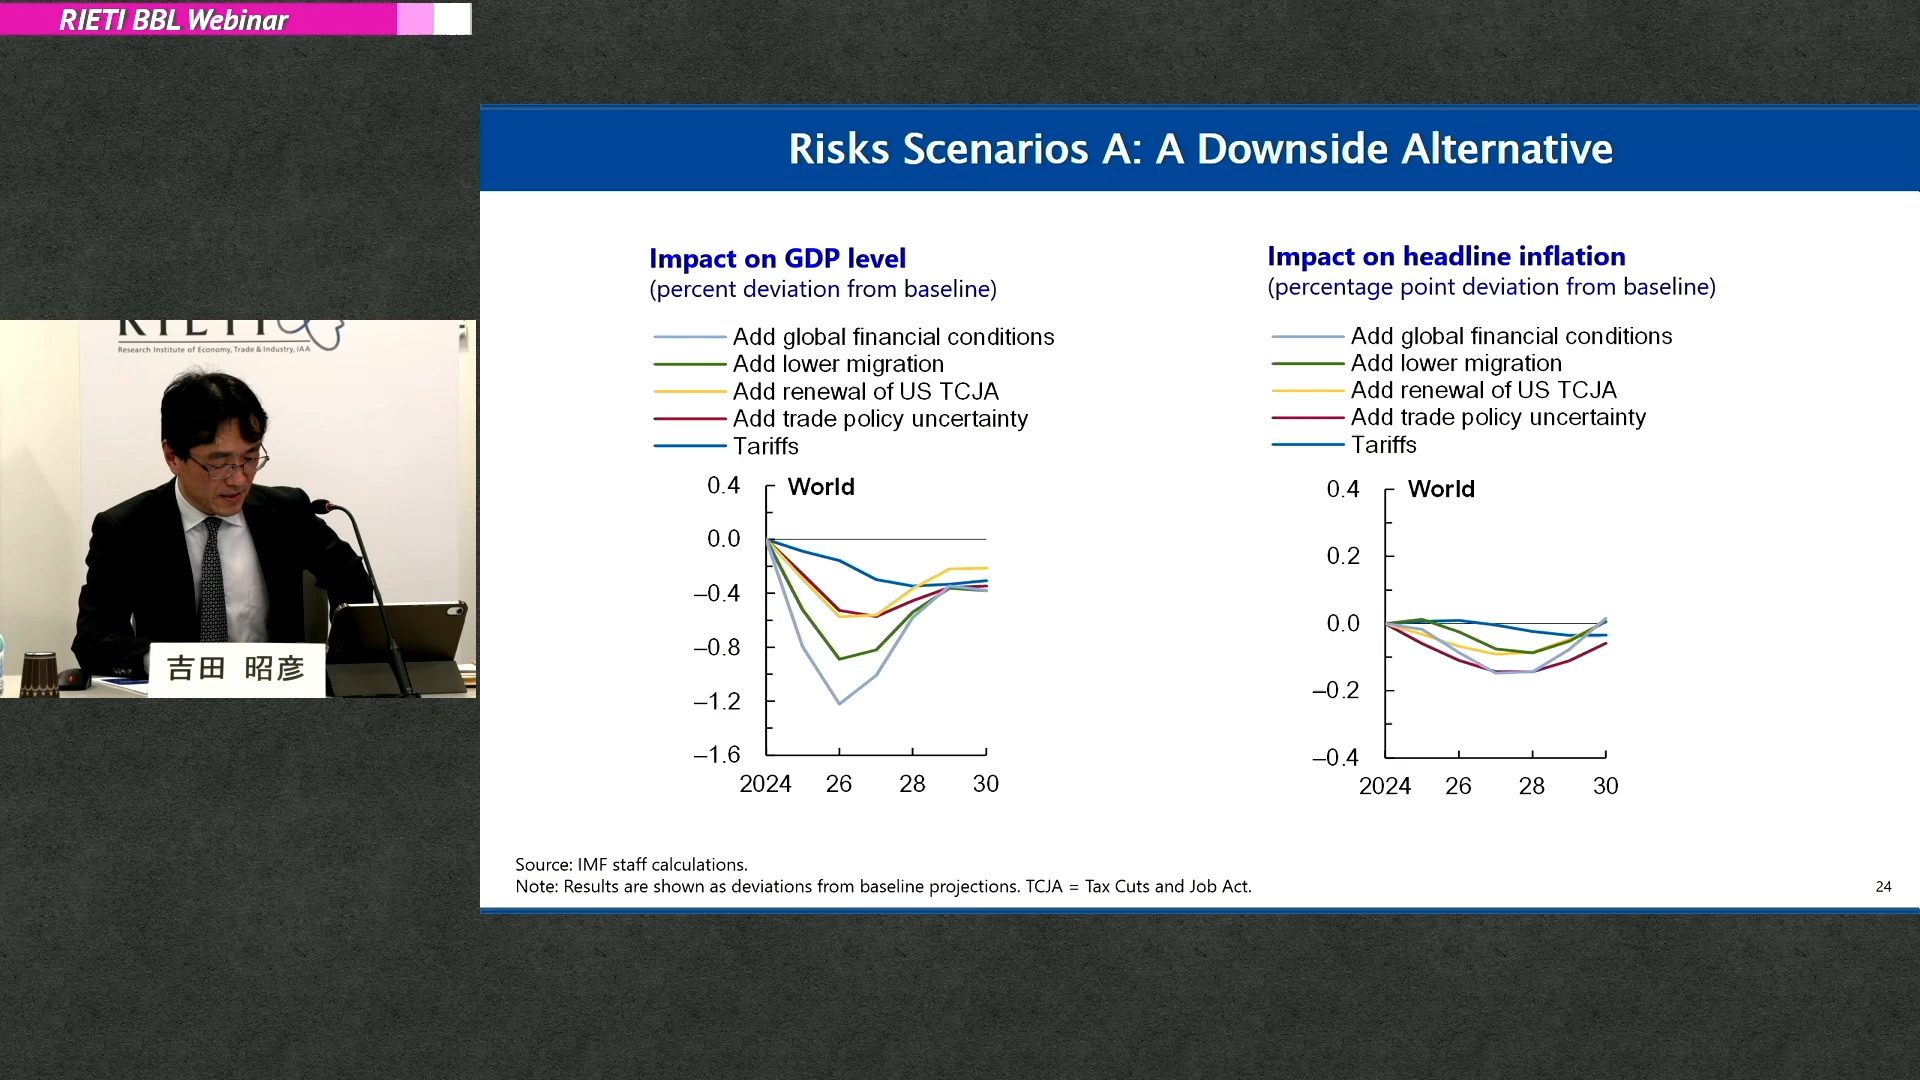 RIETI BBL Webinar
RIETI
Research Institute of Economy, Trade & Industry, IAA
吉田 昭彦
Risks Scenarios A: A Downside Alternative
Impact on GDP level
(percent deviation from baseline)
Add global financial conditions
Add lower migration
Add renewal of US TCJA
Add trade policy uncertainty
Tariffs
World
0.4
0.0
–0.4
–0.8
–1.2
–1.6
2024 26 28 30
Impact on headline inflation
(percentage point deviation from baseline)
Add global financial conditions
Add lower migration
Add renewal of US TCJA
Add trade policy uncertainty
Tariffs
World
0.4
0.2
0.0
–0.2
–0.4
2024 26 28 30
Source: IMF staff calculations.
Note: Results are shown as deviations from baseline projections. TCJA = Tax Cuts and Job Act.
24